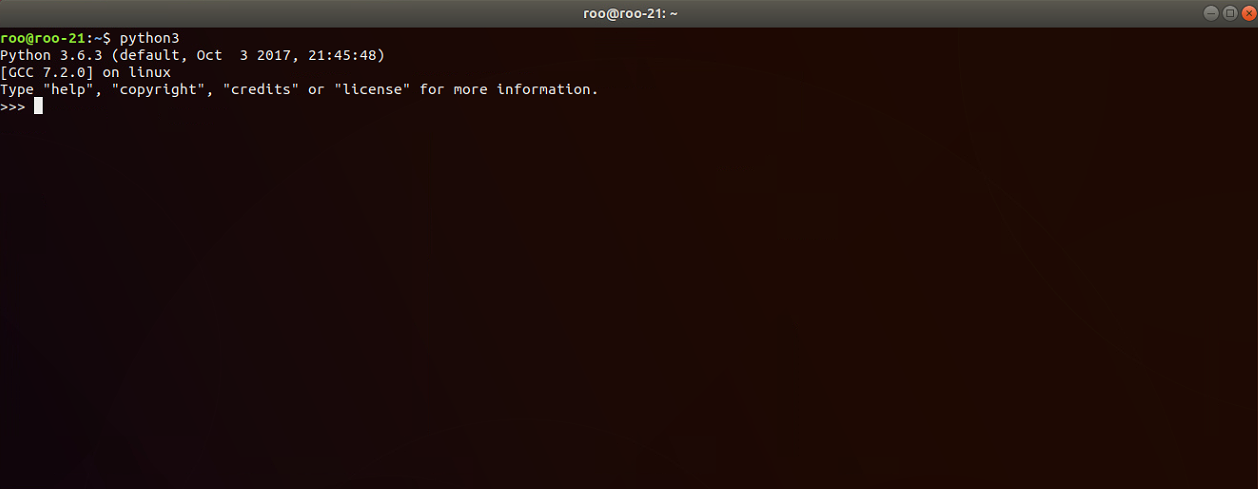 roo@roo-21: ~
roo@roo-21:~$ python3
Python 3.6.3 (default, Oct  3 2017, 21:45:48)
[GCC 7.2.0] on linux
Type "help", "copyright", "credits" or "license" for more information.
>>>